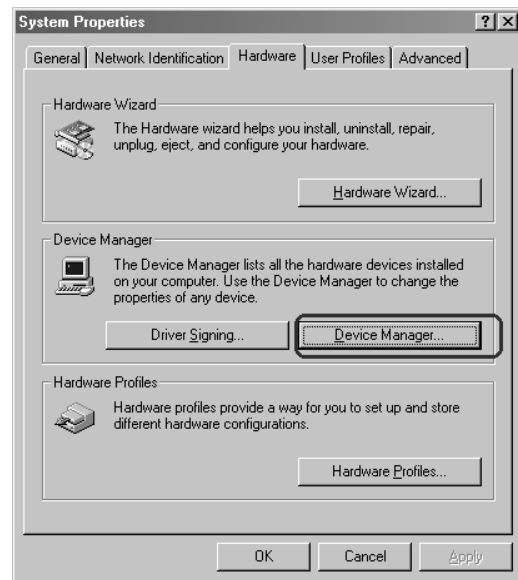 System Properties
General Network Identification Hardware User Profiles Advanced
Hardware Wizard
The Hardware wizard helps you install, uninstall, repair,
unplug, eject, and configure your hardware.
Hardware Wizard...
Device Manager
The Device Manager lists all the hardware devices installed
on your computer. Use the Device Manager to change the
properties of any device.
Driver Signing... Device Manager...
Hardware Profiles
Hardware profiles provide a way for you to set up and store
different hardware configurations.
Hardware Profiles...
OK Cancel Apply